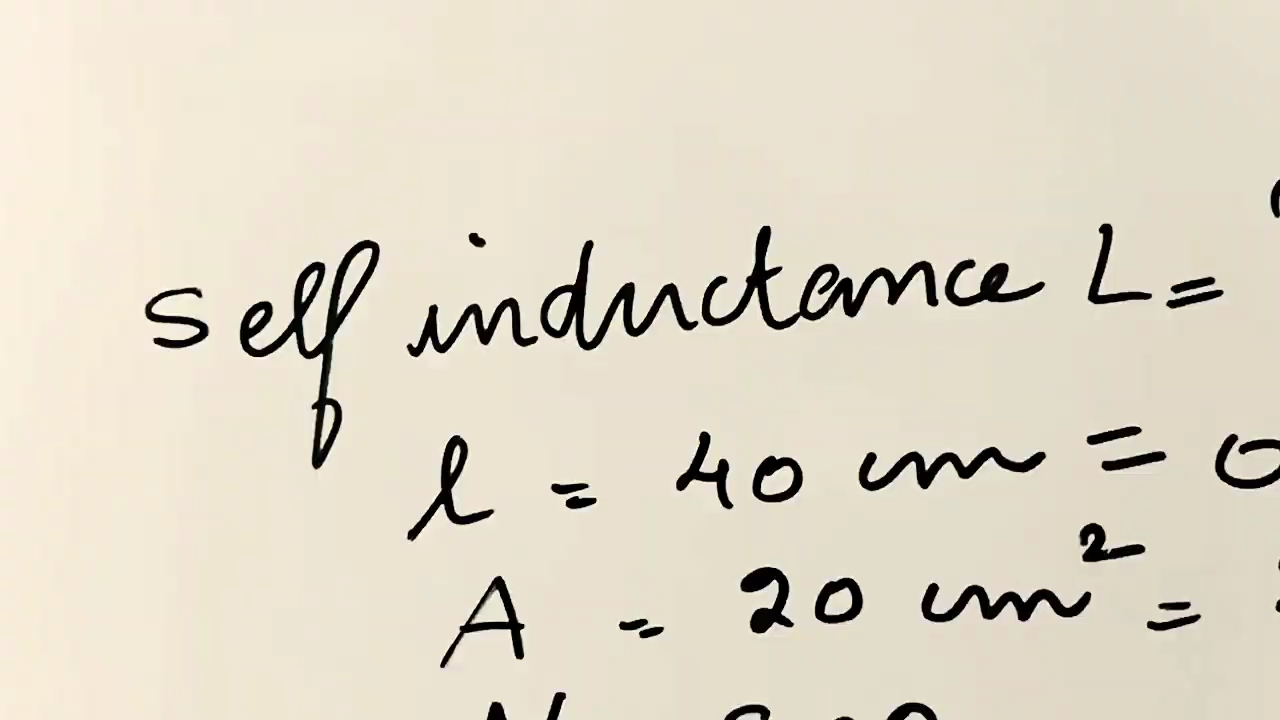 Self inductance L =
l = 40 cm = 0
A = 20 cm² =